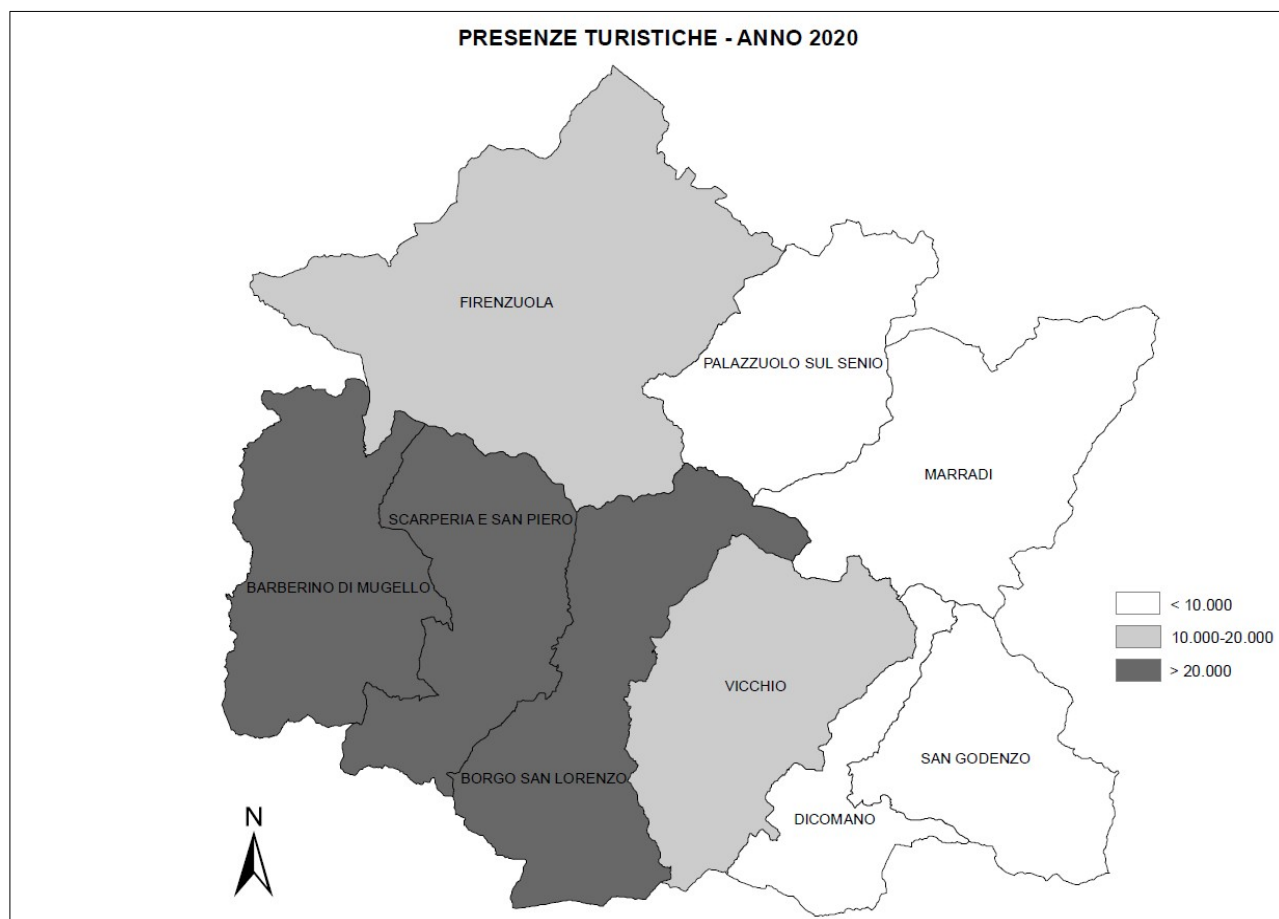 PRESENZE TURISTICHE - ANNO 2020
FIRENZUOLA
PALAZZUOLO SUL SENIO
MARRADI
SCARPERIA E SAN PIERO
BARBERINO DI MUGELLO
VICCHIO
SAN GODENZO
BORGO SAN LORENZO
DICOMANO
N
< 10.000
10.000-20.000
> 20.000